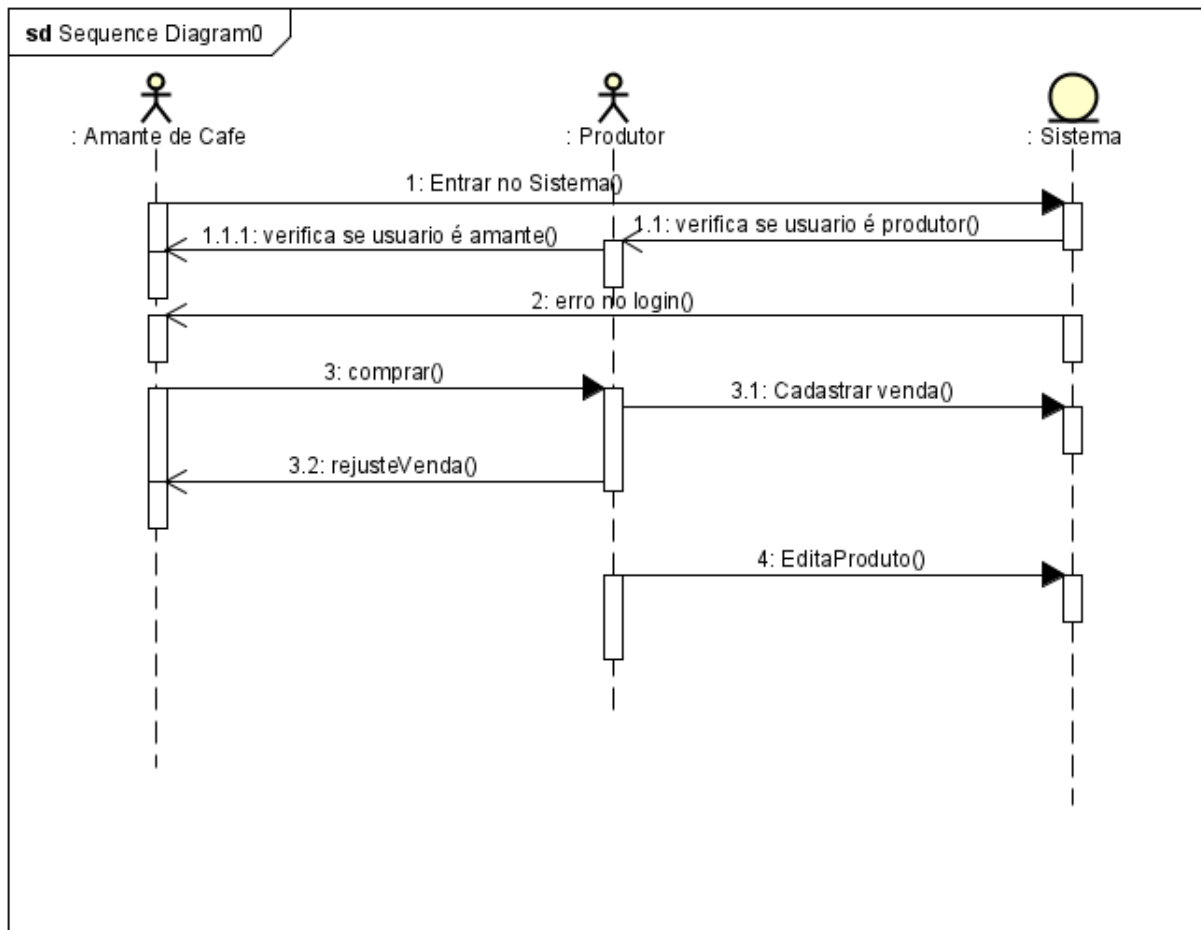 sd Sequence Diagram0
: Amante de Cafe
: Produtor
: Sistema
1: Entrar no Sistema()
1.1: verifica se usuario é produtor()
1.1.1: verifica se usuario é amante()
2: erro no login()
3: comprar()
3.1: Cadastrar venda()
3.2: rejusteVenda()
4: EditaProduto()